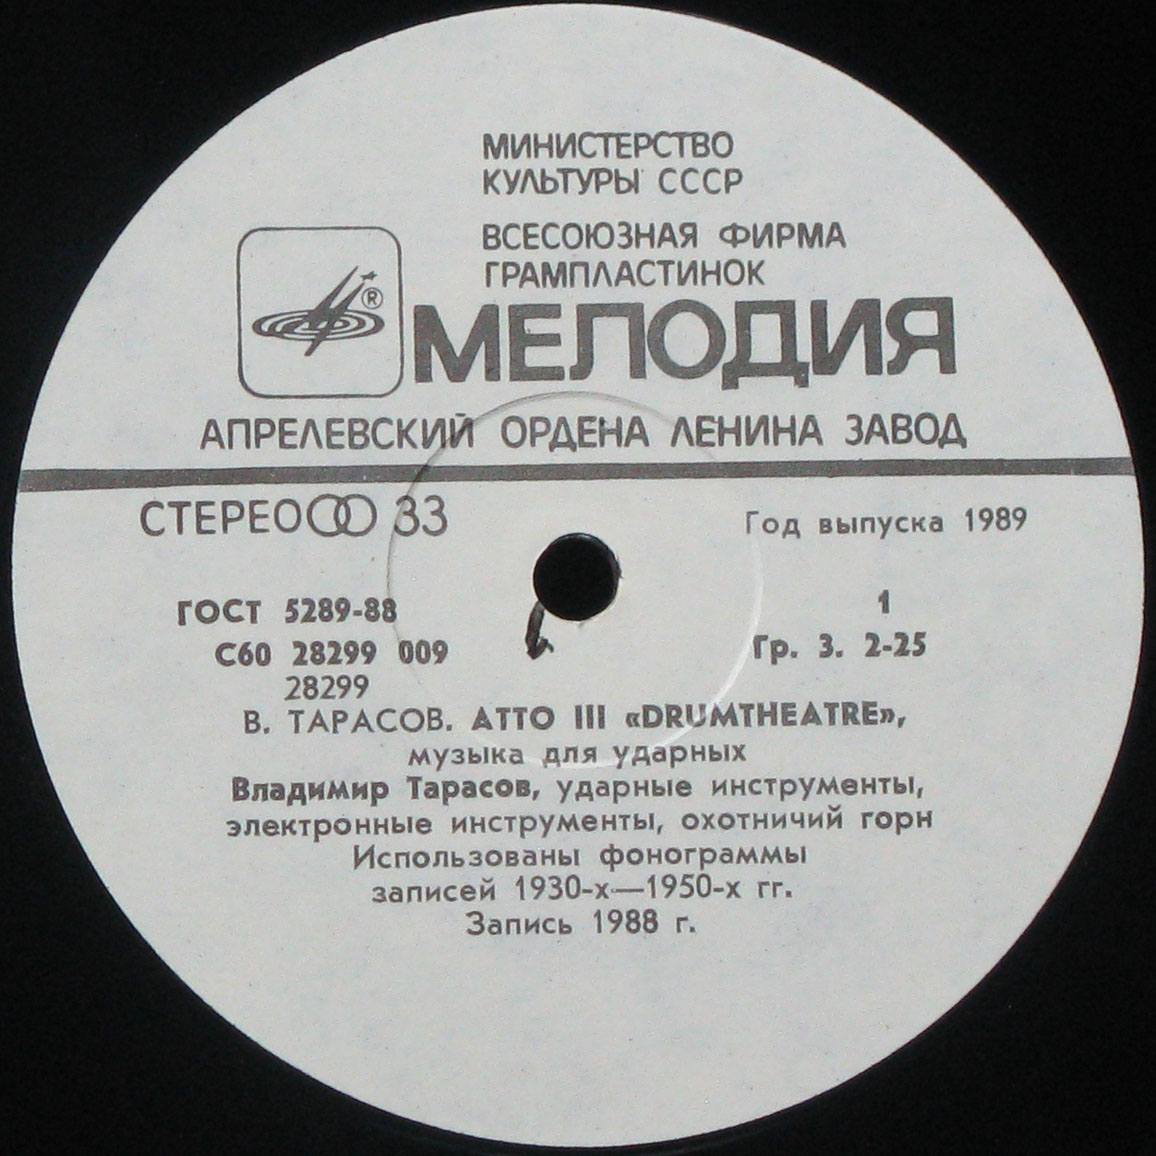 МИНИСТЕРСТВО
КУЛЬТУРЫ СССР
ВСЕСОЮЗНАЯ ФИРМА
ГРАМПЛАСТИНОК
®
МЕЛОДИЯ
АПРЕЛЕВСКИЙ ОРДЕНА ЛЕНИНА ЗАВОД
СТЕРЕО 33
Год выпуска 1989
ГОСТ 5289-88
1
С60 28299 009
Гр. 3. 2-25
28299
В. ТАРАСОВ. ATTO III «DRUMTHEATRE»,
музыка для ударных
Владимир Тарасов, ударные инструменты,
электронные инструменты, охотничий горн
Использованы фонограммы
записей 1930-х—1950-х гг.
Запись 1988 г.